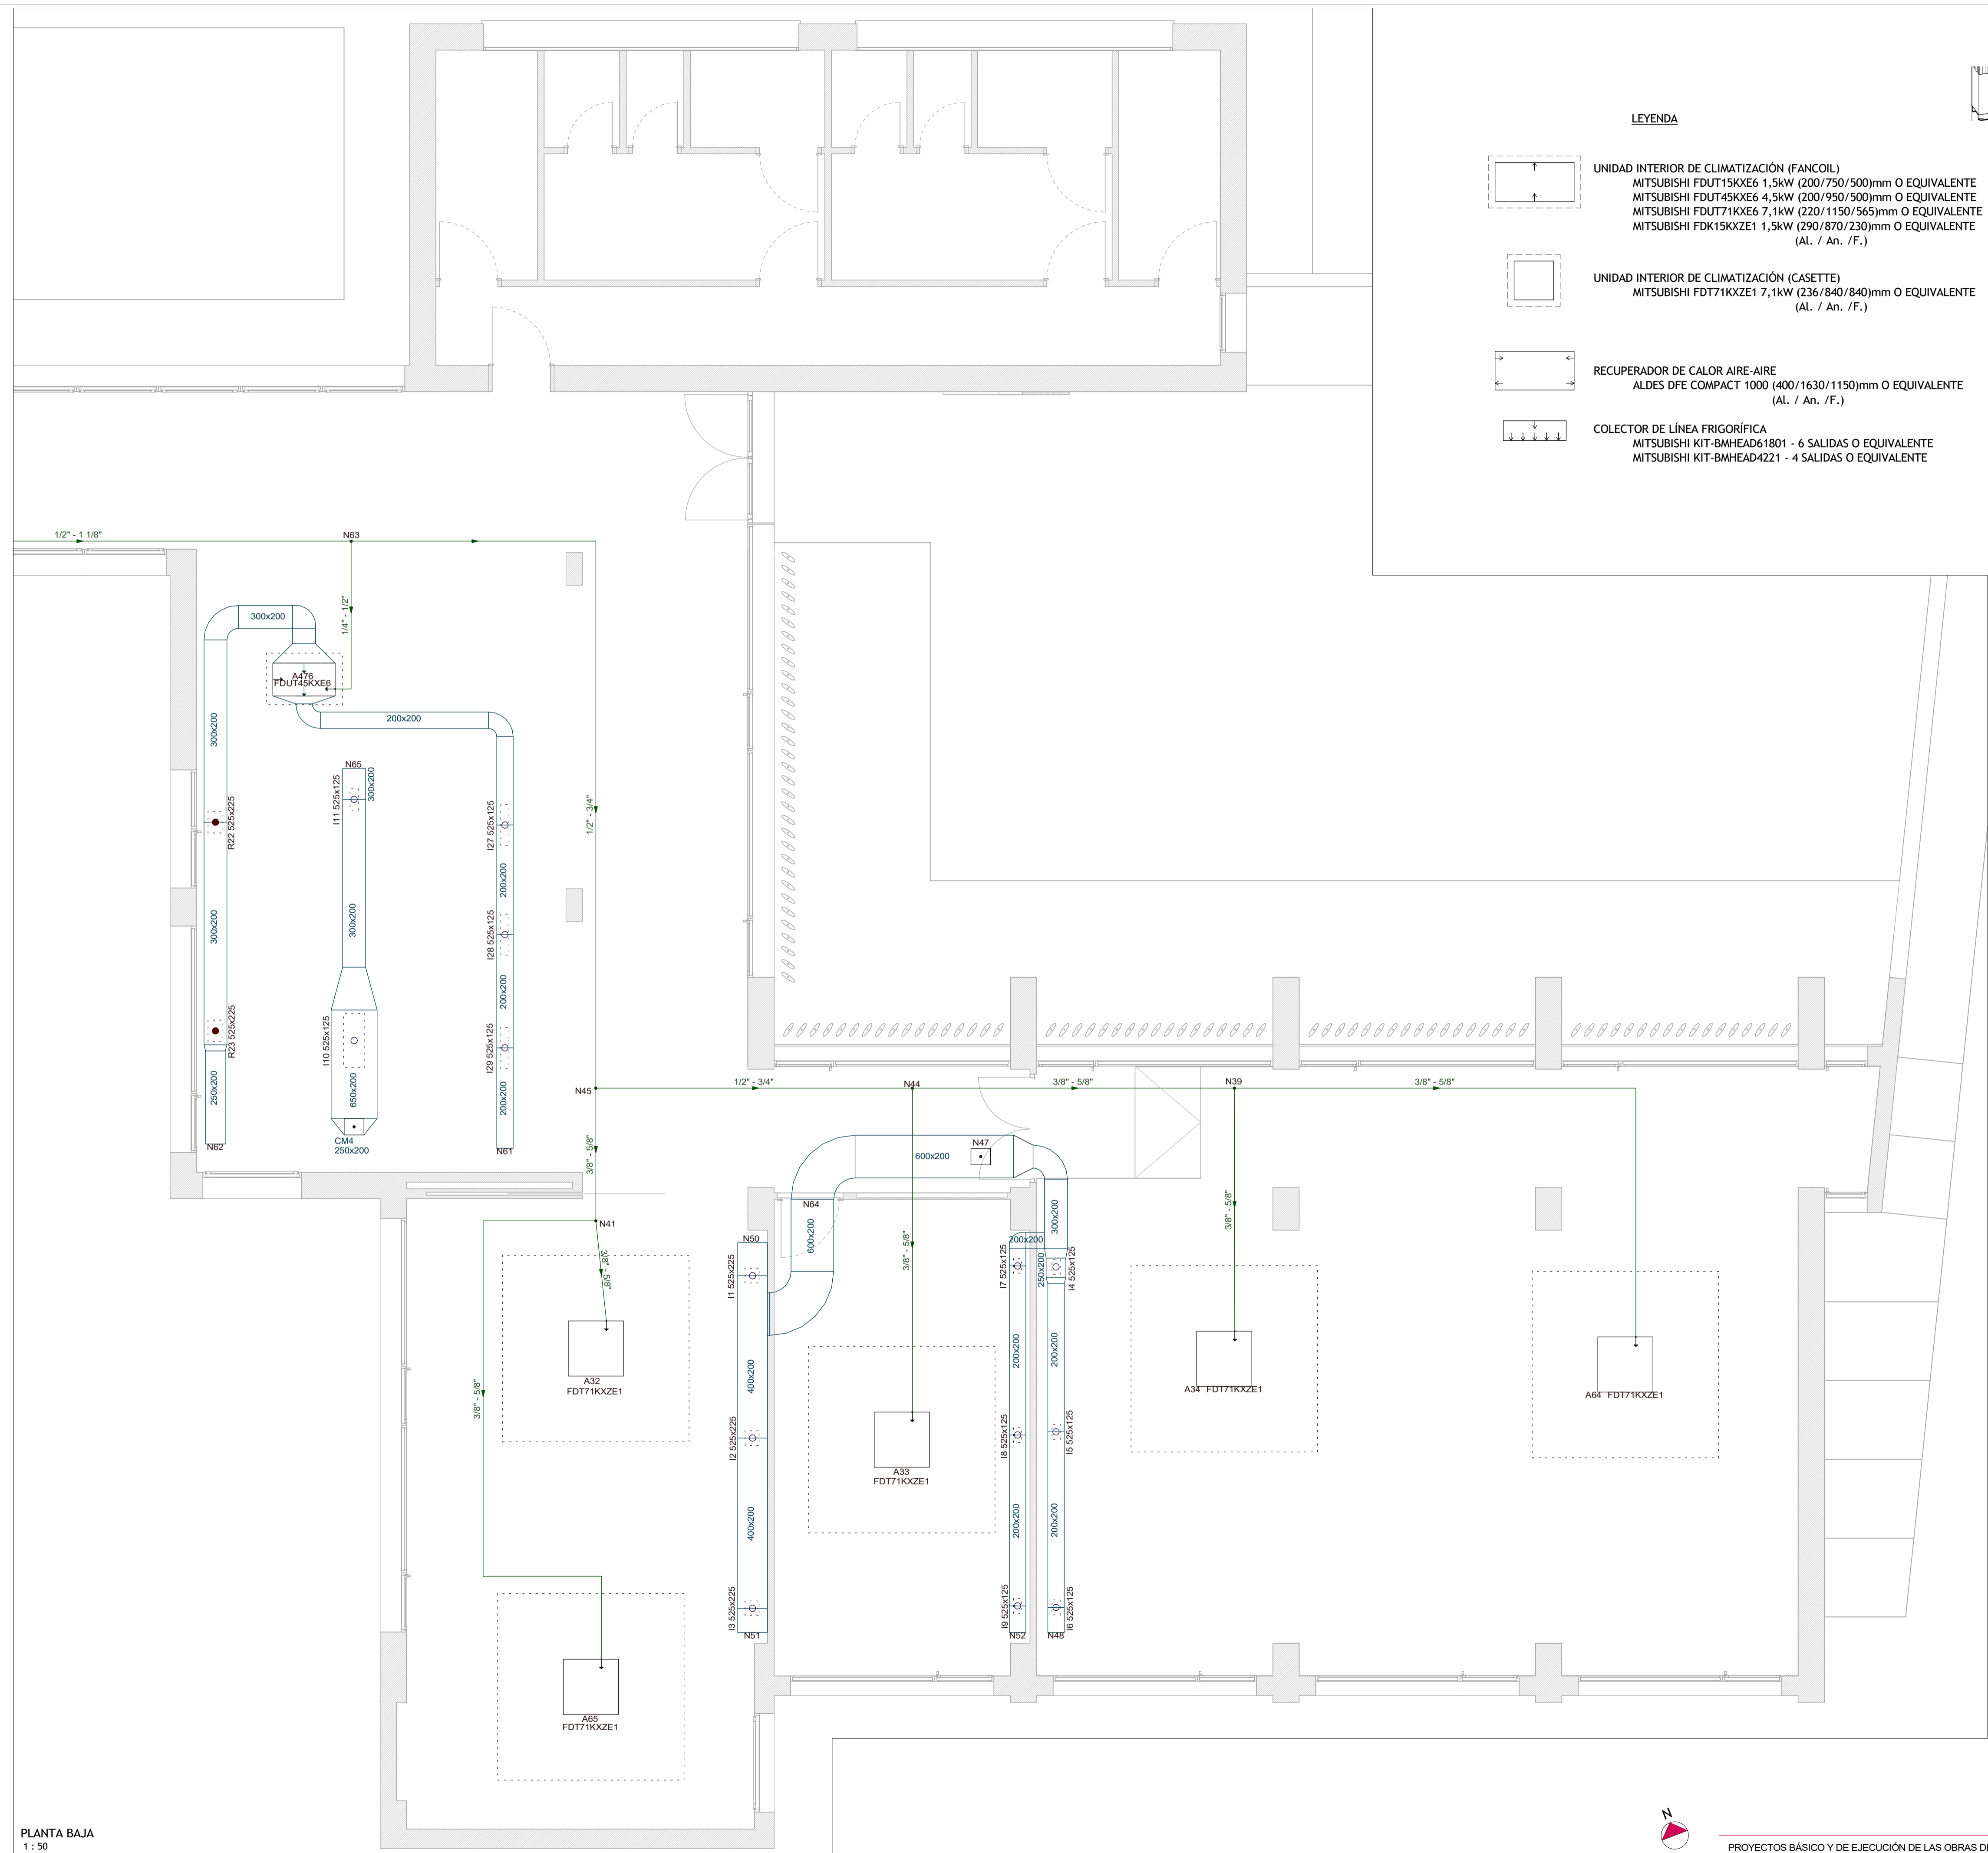 LEYENDA
UNIDAD INTERIOR DE CLIMATIZACIÓN (FANCOIL)
MITSUBISHI FDUT15KXE6 1,5kW (200/750/500)mm O EQUIVALENTE
MITSUBISHI FDUT45KXE6 4,5kW (200/950/500)mm O EQUIVALENTE
MITSUBISHI FDUT71KXE6 7,1kW (220/1150/565)mm O EQUIVALENTE
MITSUBISHI FDK15KXZE1 1,5kW (290/870/230)mm O EQUIVALENTE
(Al. / An. /F.)
UNIDAD INTERIOR DE CLIMATIZACIÓN (CASETTE)
MITSUBISHI FDT71KXZE1 7,1kW (236/840/840)mm O EQUIVALENTE
(Al. / An. /F.)
RECUPERADOR DE CALOR AIRE-AIRE
ALDES DFE COMPACT 1000 (400/1630/1150)mm O EQUIVALENTE
(Al. / An. /F.)
COLECTOR DE LÍNEA FRIGORÍFICA
MITSUBISHI KIT-BMHEAD61801 - 6 SALIDAS O EQUIVALENTE
MITSUBISHI KIT-BMHEAD4221 - 4 SALIDAS O EQUIVALENTE
1/2" - 1 1/8"
N63
1/4" - 1/2"
300x200
A476
FDUT45KXE6
300x200
200x200
N65
I11 525x125
300x200
R22 525x225
I27 525x125
1/2" - 3/4"
200x200
300x200
300x200
I28 525x125
200x200
R23 525x225
I10 525x125
I29 525x125
250x200
650x200
200x200
N62
CM4
250x200
N61
N45
1/2" - 3/4"
N44
3/8" - 5/8"
N39
3/8" - 5/8"
3/8" - 5/8"
N47
600x200
N64
N41
600x200
300x200
3/8" - 5/8"
N50
200x200
3/8" - 5/8"
3/8" - 5/8"
I1 525x225
I7 525x125
250x200
I4 525x125
A32
FDT71KXZE1
3/8" - 5/8"
400x200
200x200
200x200
A34 FDT71KXZE1
A64 FDT71KXZE1
I2 525x225
I8 525x125
I5 525x125
A33
FDT71KXZE1
400x200
200x200
200x200
I3 525x225
I9 525x125
I6 525x125
N51
N52
N48
A65
FDT71KXZE1
N
PLANTA BAJA
1 : 50
PROYECTOS BÁSICO Y DE EJECUCIÓN DE LAS OBRAS